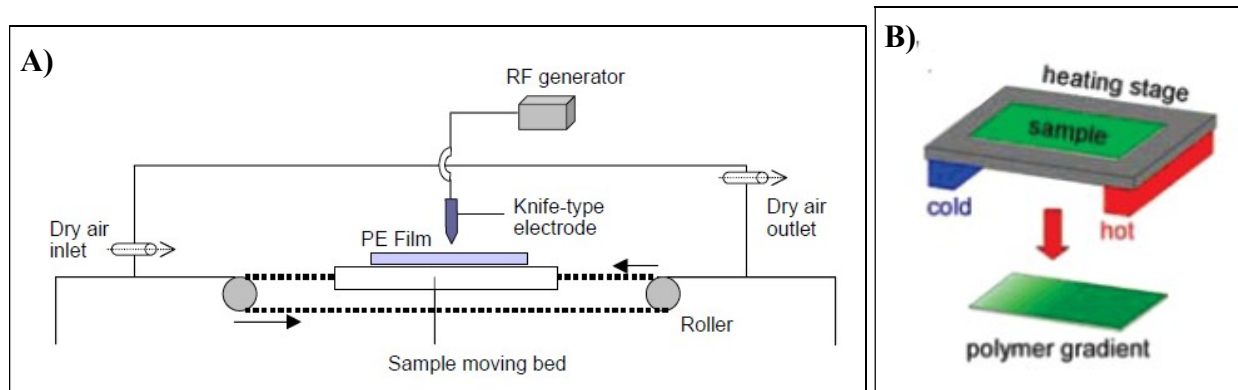 A)
RF generator
Knife-type
electrode
Dry air
inlet
PE Film
Dry air
outlet
Roller
Sample moving bed
B)
heating stage
sample
cold
hot
polymer gradient